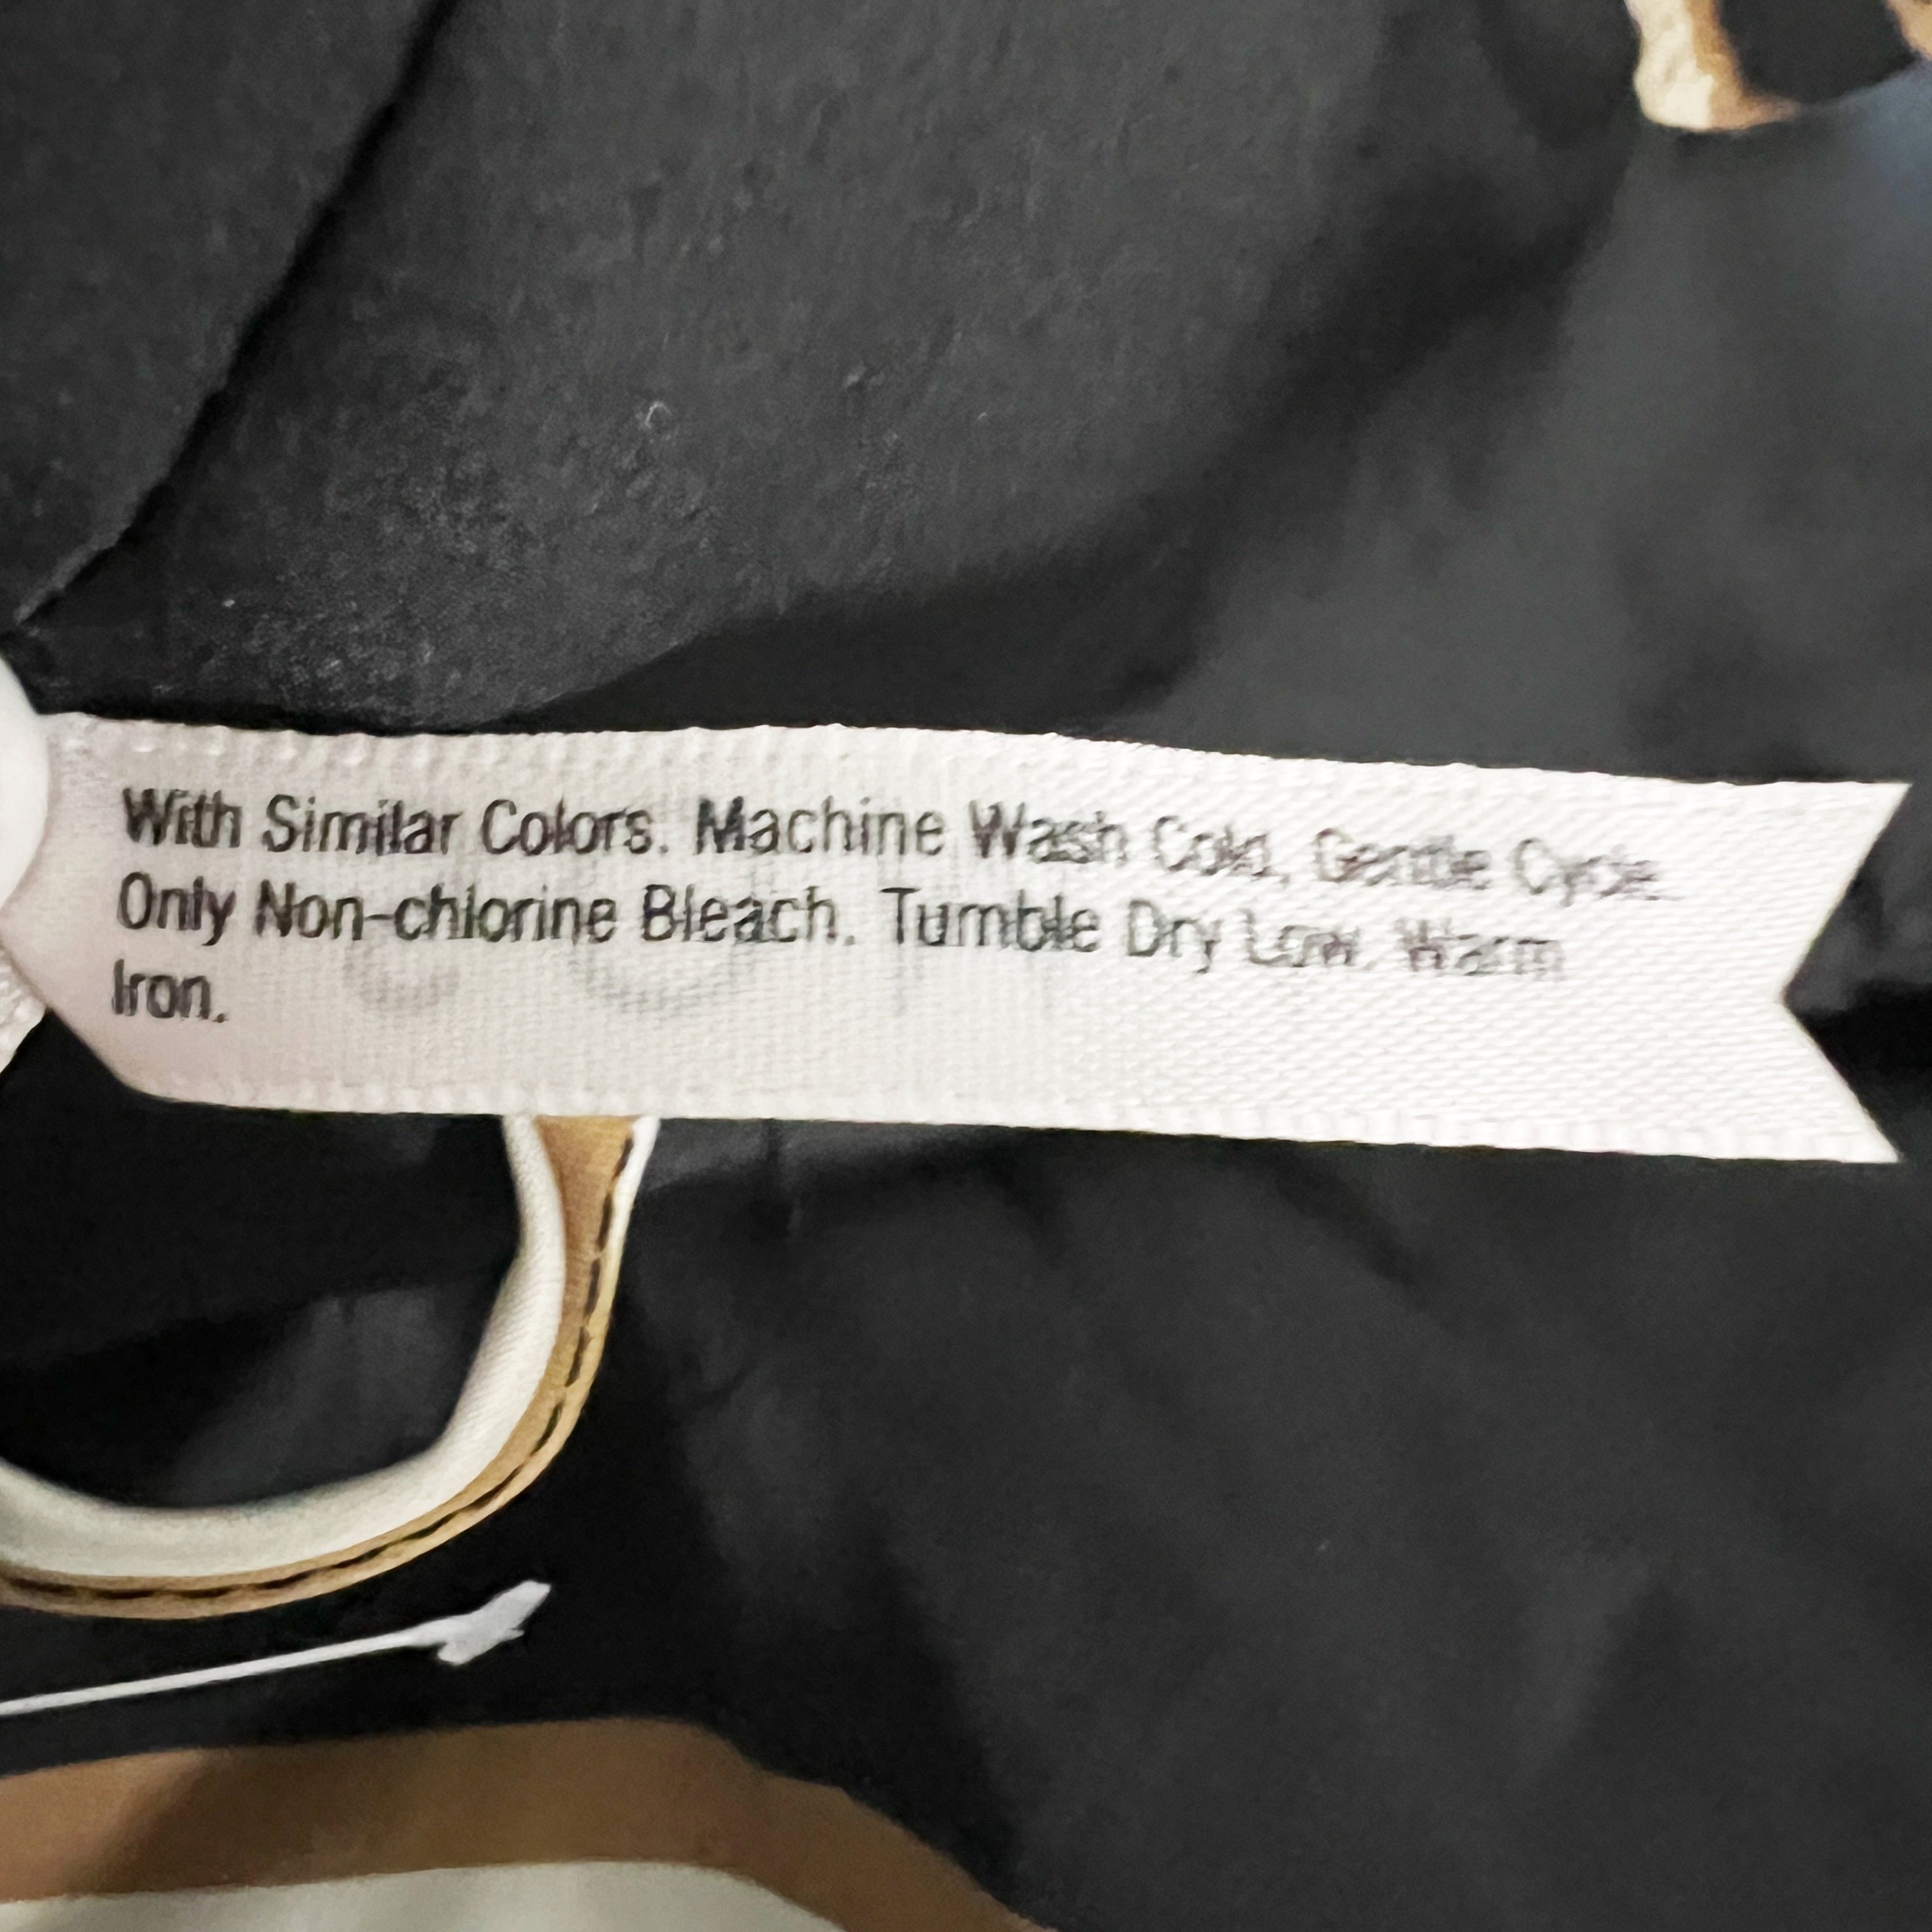 With Similar Colors. Machine Wash Cold, Gentle Cycle.
Only Non-chlorine Bleach. Tumble Dry Low. Warm
Iron.